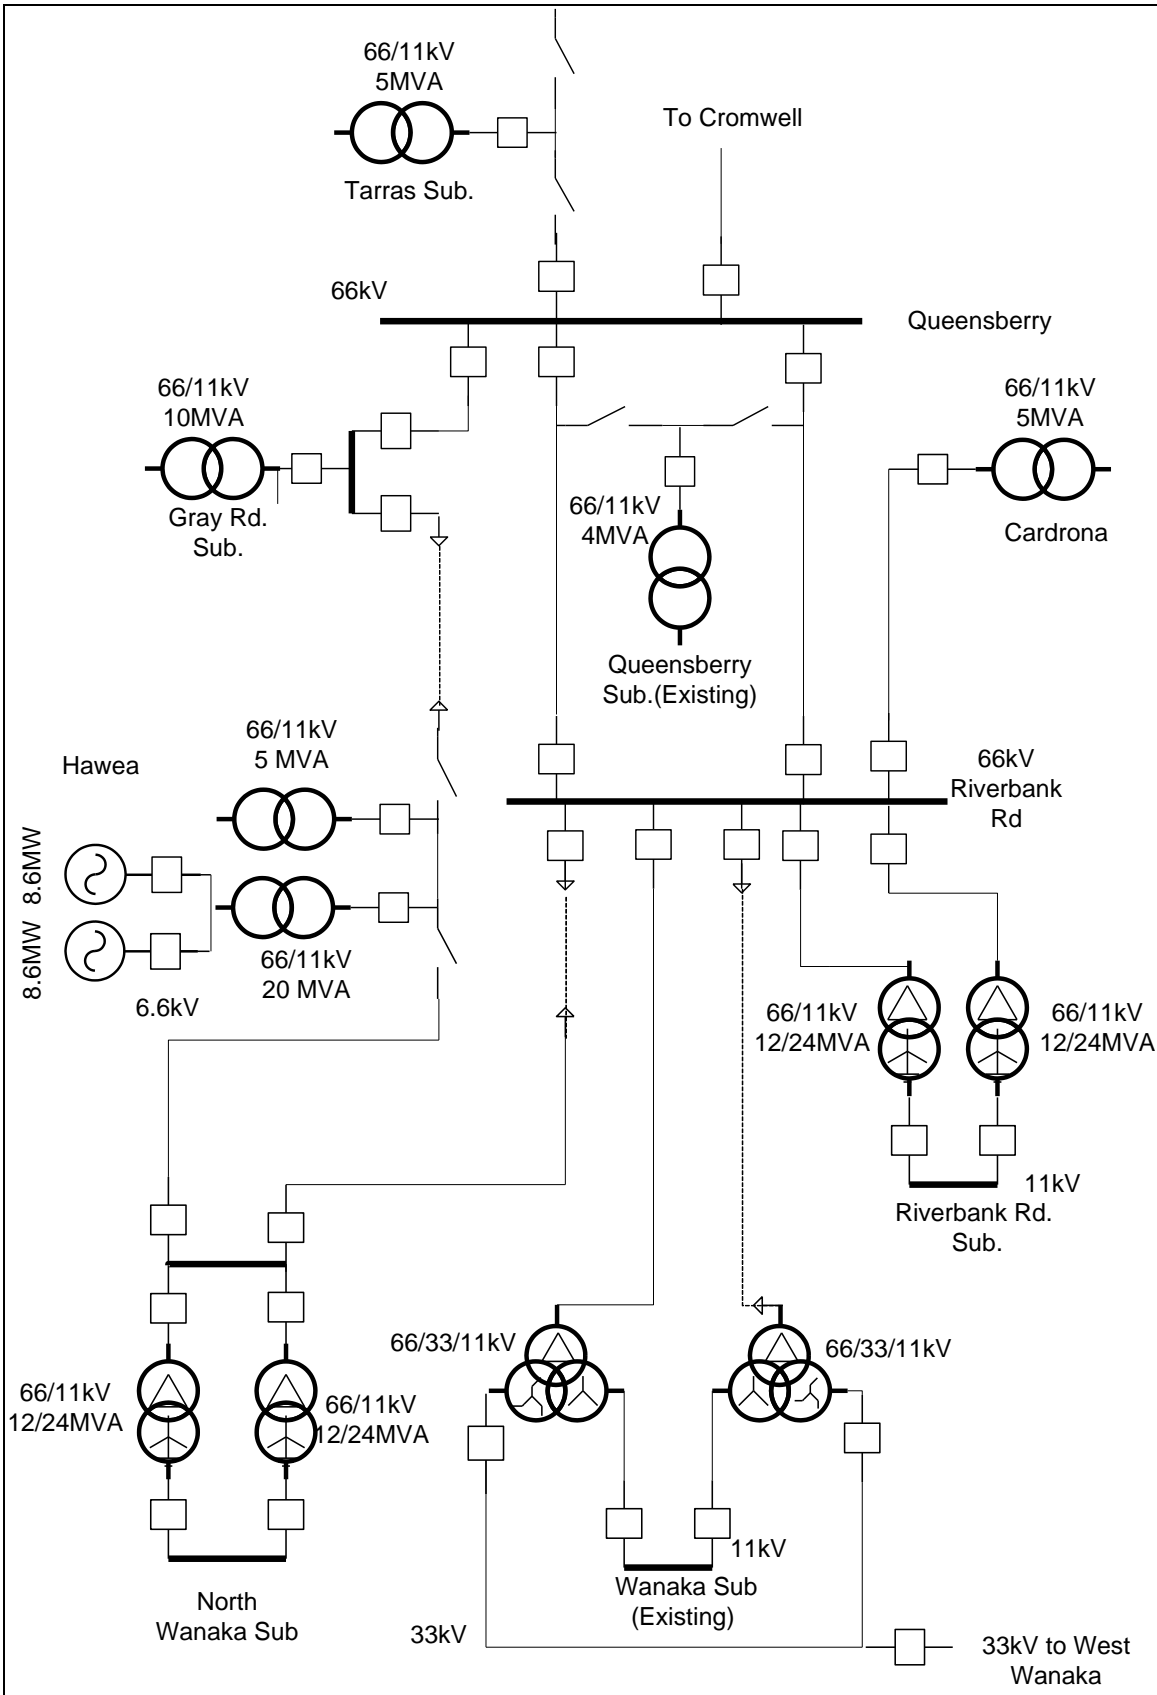 66/11kV
5MVA
To Cromwell
Tarras Sub.
66kV
Queensberry
66/11kV
10MVA
66/11kV
5MVA
Gray Rd.
Sub.
66/11kV
4MVA
Cardrona
Queensberry
Sub.(Existing)
66/11kV
5 MVA
Hawea
66kV
Riverbank
Rd
8.6MW
8.6MW
66/11kV
20 MVA
6.6kV
66/11kV
12/24MVA
66/11kV
12/24MVA
11kV
Riverbank Rd.
Sub.
66/33/11kV
66/33/11kV
66/11kV
12/24MVA
66/11kV
12/24MVA
11kV
Wanaka Sub
(Existing)
North
Wanaka Sub
33kV
33kV to West
Wanaka